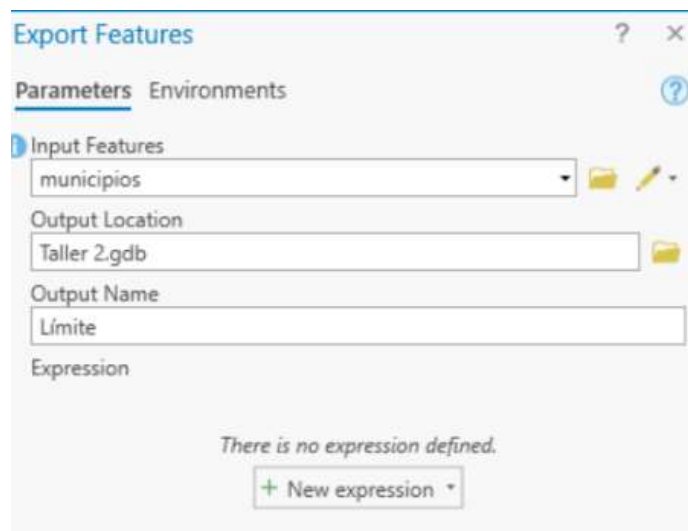 Export Features ? ×
Parameters Environments ?
i Input Features
municipios
Output Location
Taller 2.gdb
Output Name
Límite
Expression
There is no expression defined.
+ New expression